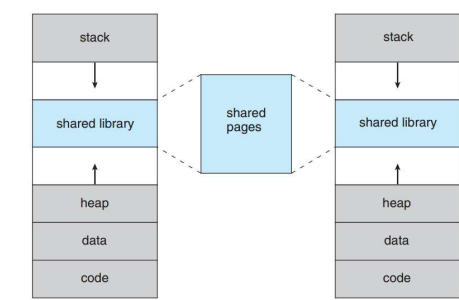 stack
shared library
heap
data
code
shared
pages
stack
shared library
heap
data
code